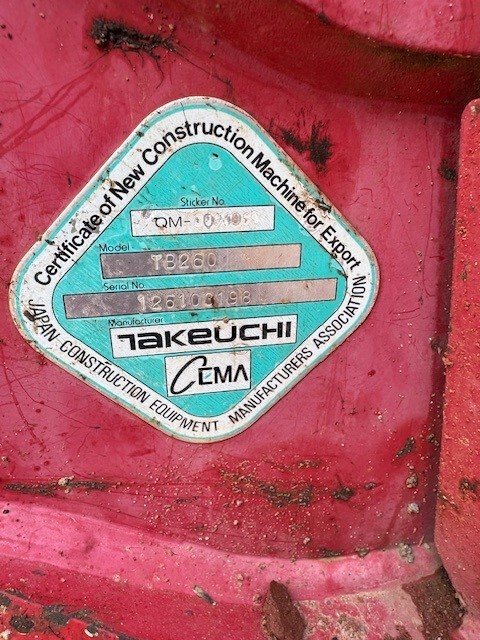 Certificate of New Construction Machine for Export
Sticker No.
QM-
Model
TB260
Serial No.
Manufacturer
TAKEUCHI
CEMA
JAPAN CONSTRUCTION EQUIPMENT MANUFACTURERS ASSOCIATION